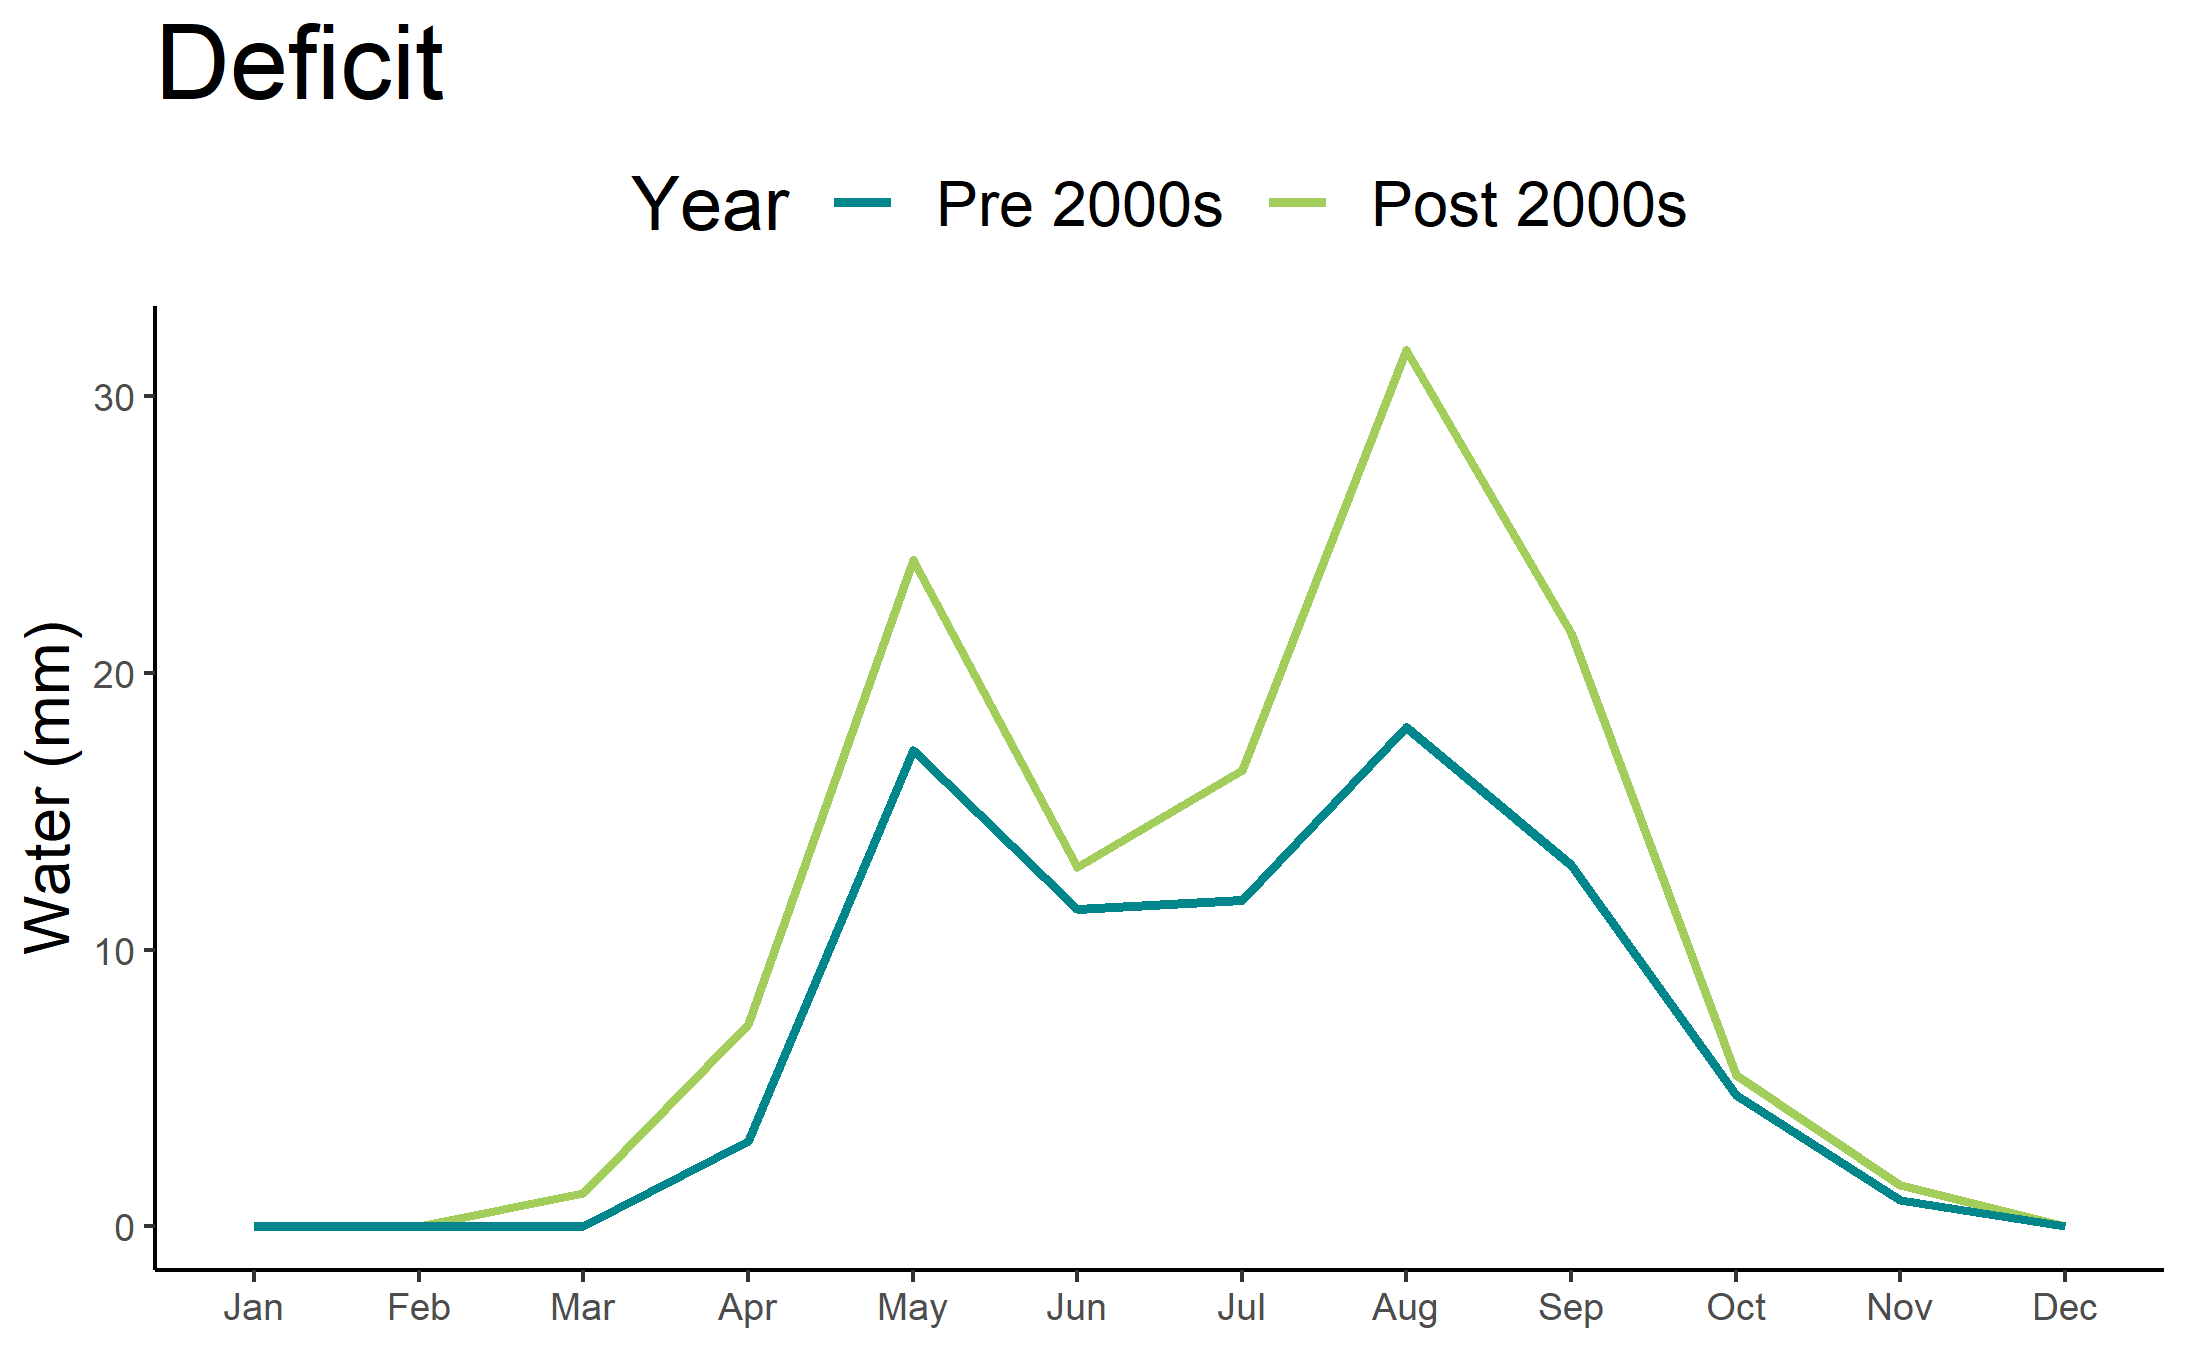 Deficit
Year Pre 2000s Post 2000s
Water (mm)
30
20
10
0
Jan Feb Mar Apr May Jun Jul Aug Sep Oct Nov Dec